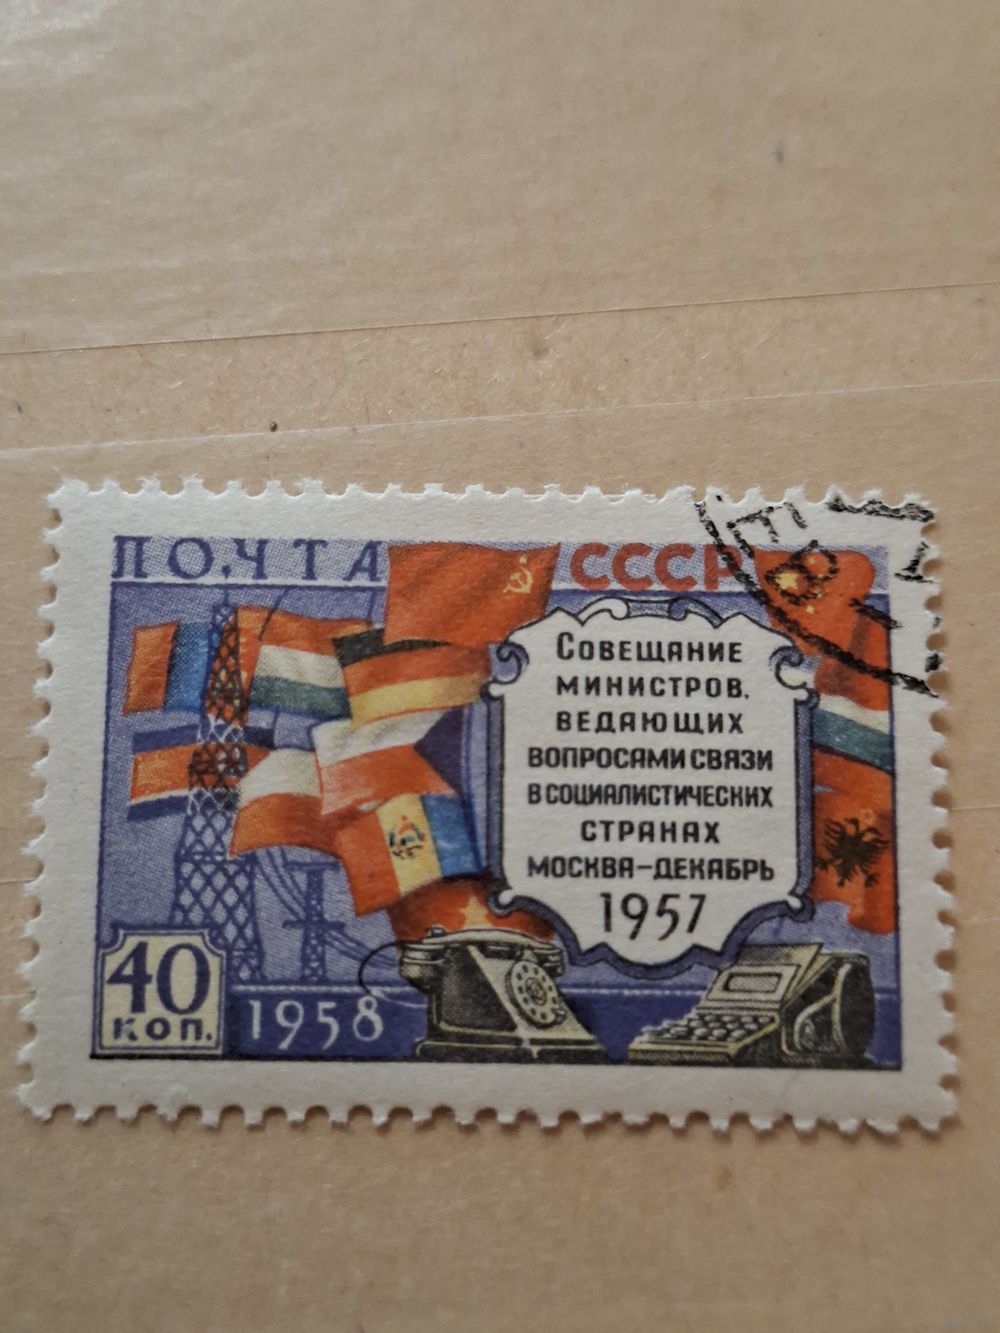 ПОЧТА СССР
Совещание
министров,
ведающих
вопросами связи
в социалистических
странах
Москва–декабрь
1957
40
коп.
1958